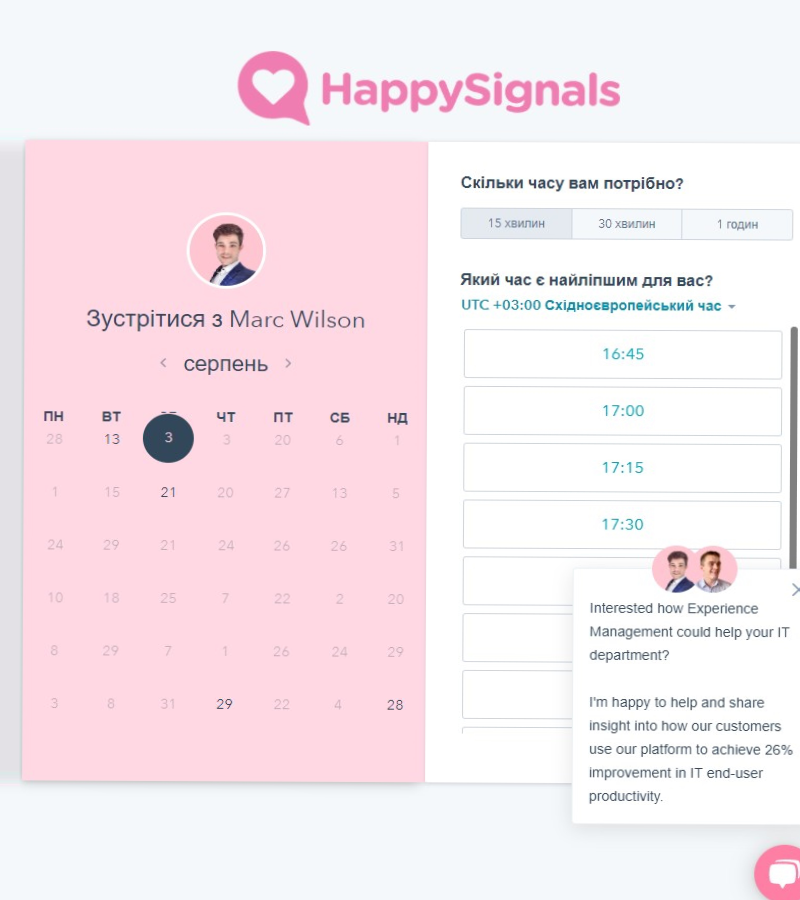 HappySignals
Зустрітися з Marc Wilson
серпень
ПН ВТ ЧТ ПТ СБ НД
28 13 3 3 20 6 1
1 15 21 20 27 13 5
24 29 21 24 26 26 31
10 18 25 7 22 2 20
8 29 7 1 26 24 29
3 8 31 29 22 4 28
Скільки часу вам потрібно?
15 хвилин 30 хвилин 1 годин
Який час є найліпшим для вас?
UTC +03:00 Східноєвропейський час
16:45
17:00
17:15
17:30
Interested how Experience
Management could help your IT
department?
I'm happy to help and share
insight into how our customers
use our platform to achieve 26%
improvement in IT end-user
productivity.